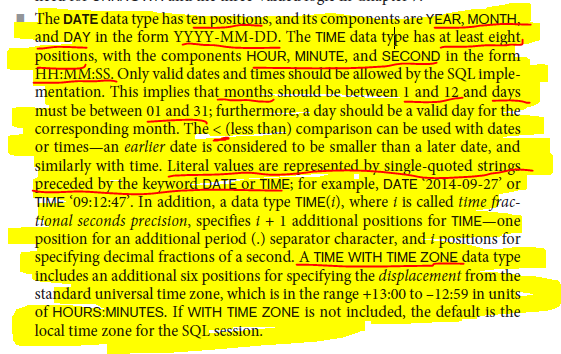 ■ The DATE data type has ten positions, and its components are YEAR, MONTH,
and DAY in the form YYYY-MM-DD. The TIME data type has at least eight
positions, with the components HOUR, MINUTE, and SECOND in the form
HH:MM:SS. Only valid dates and times should be allowed by the SQL imple-
mentation. This implies that months should be between 1 and 12 and days
must be between 01 and 31; furthermore, a day should be a valid day for the
corresponding month. The < (less than) comparison can be used with dates
or times—an earlier date is considered to be smaller than a later date, and
similarly with time. Literal values are represented by single-quoted strings
preceded by the keyword DATE or TIME; for example, DATE ‘2014-09-27’ or
TIME ‘09:12:47’. In addition, a data type TIME(i), where i is called time frac-
tional seconds precision, specifies i + 1 additional positions for TIME—one
position for an additional period (.) separator character, and i positions for
specifying decimal fractions of a second. A TIME WITH TIME ZONE data type
includes an additional six positions for specifying the displacement from the
standard universal time zone, which is in the range +13:00 to –12:59 in units
of HOURS:MINUTES. If WITH TIME ZONE is not included, the default is the
local time zone for the SQL session.